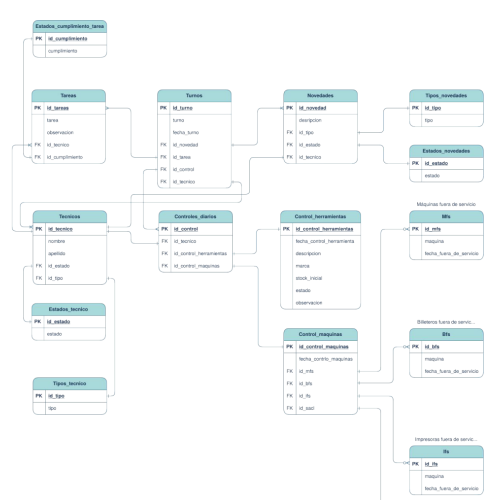 Estados_cumplimiento_tarea
PK id_cumplimiento
cumplimiento
Tareas
PK id_tareas
tarea
observacion
FK id_tecnico
FK id_cumplimiento
Turnos
PK id_turno
turno
fecha_turno
FK id_novedad
FK id_tarea
FK id_control
FK id_tecnico
Novedades
PK id_novedad
desripcion
FK id_tipo
FK id_estado
FK id_tecnico
Tipos_novedades
PK id_tipo
tipo
Estados_novedades
PK id_estado
estado
Tecnicos
PK id_tecnico
nombre
apellido
FK id_estado
FK id_tipo
Controles_diarios
PK id_control
FK id_tecnico
FK id_control_herramientas
FK id_control_maquinas
Control_herramientas
PK id_control_herramientas
fecha_control_herramienta
descripcion
marca
stock_inicial
estado
observacion
Máquinas fuera de servicio
Mfs
PK id_mfs
maquina
fecha_fuera_de_servicio
Estados_tecnico
PK id_estado
estado
Control_maquinas
PK id_control_maquinas
fecha_contrlo_maquinas
FK id_mfs
FK id_bfs
FK id_ifs
FK id_sad
Billeteros fuera de servic...
Bfs
PK id_bfs
maquina
fecha_fuera_de_servicio
Tipos_tecnico
PK id_tipo
tipo
Impresoras fuera de servic...
Ifs
PK id_ifs
maquina
fecha_fuera_de_servicio